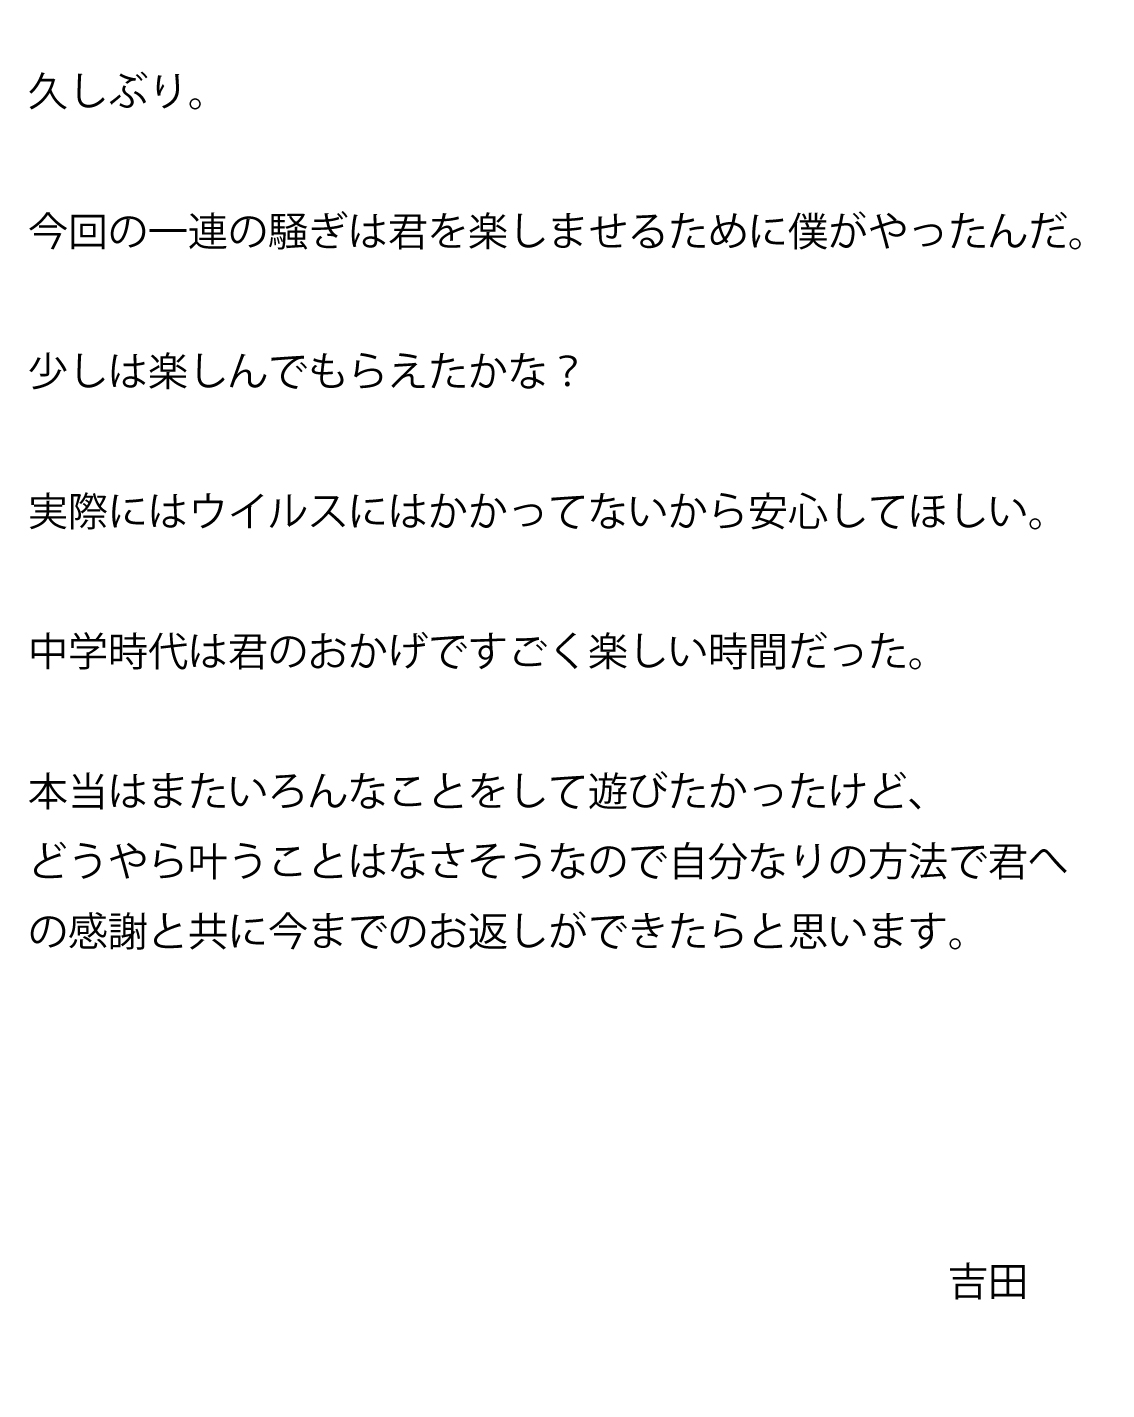 久しぶり。
今回の一連の騒ぎは君を楽しませるために僕がやったんだ。
少しは楽しんでもらえたかな？
実際にはウイルスにはかかってないから安心してほしい。
中学時代は君のおかげですごく楽しい時間だった。
本当はまたいろんなことをして遊びたかったけど、
どうやら叶うことはなさそうなので自分なりの方法で君へ
の感謝と共に今までのお返しができたらと思います。
吉田